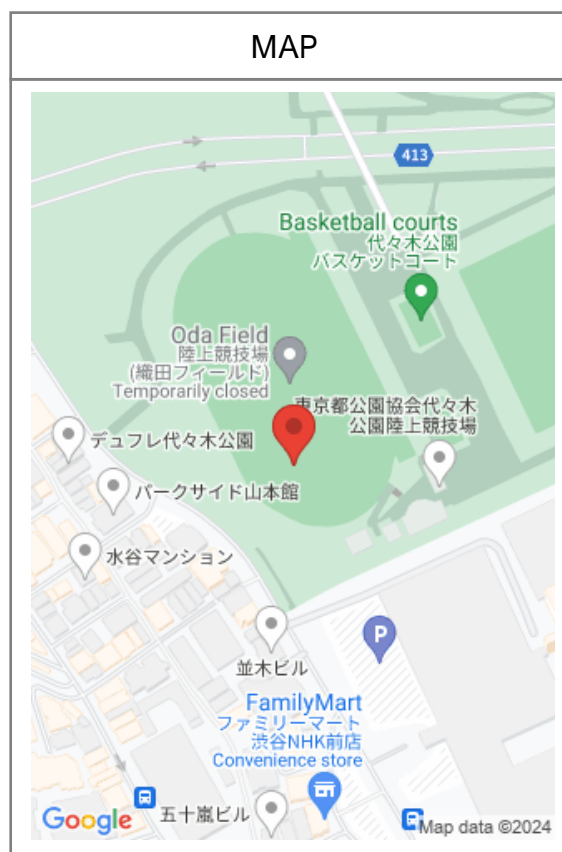 MAP
413
Basketball courts
代々木公園
バスケットコート
Oda Field
陸上競技場
(織田フィールド)
Temporarily closed
東京都公園協会代々木
公園陸上競技場
デュフレ代々木公園
パークサイド山本館
水谷マンション
並木ビル
P
FamilyMart
ファミリーマート
渋谷NHK前店
Convenience store
五十嵐ビル
Google
Map data ©2024